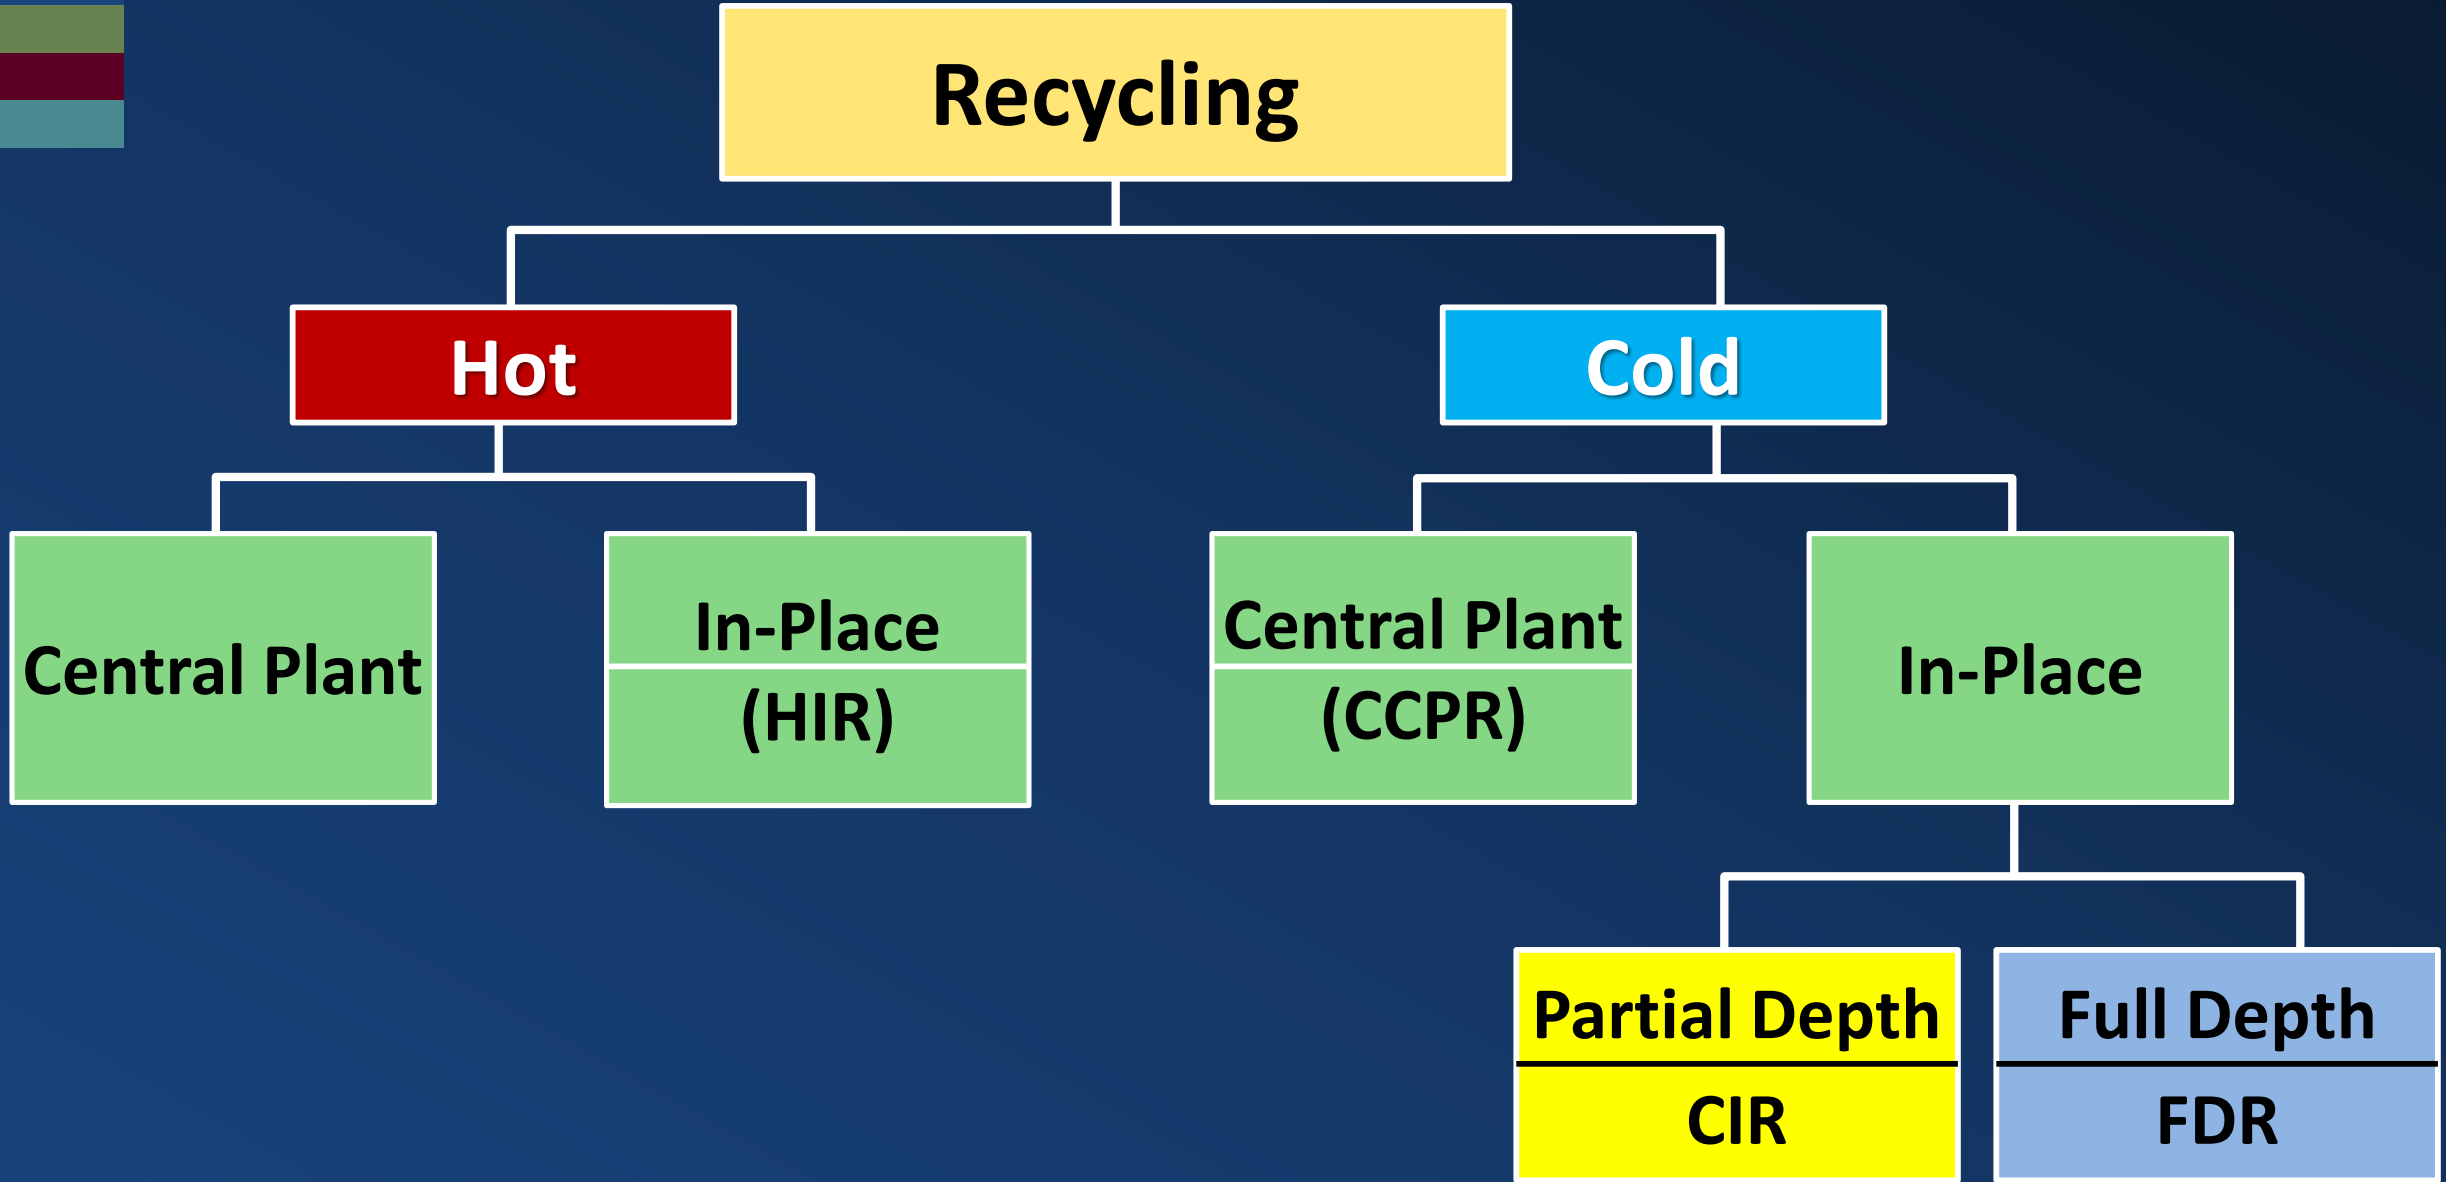 Recycling
Hot
Cold
Central Plant
In-Place
(HIR)
Central Plant
(CCPR)
In-Place
Partial Depth
CIR
Full Depth
FDR